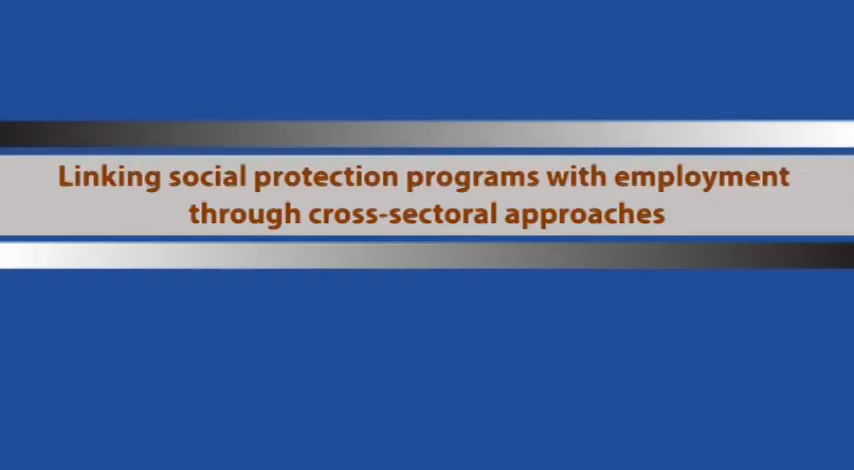 Linking social protection programs with employment
through cross-sectoral approaches